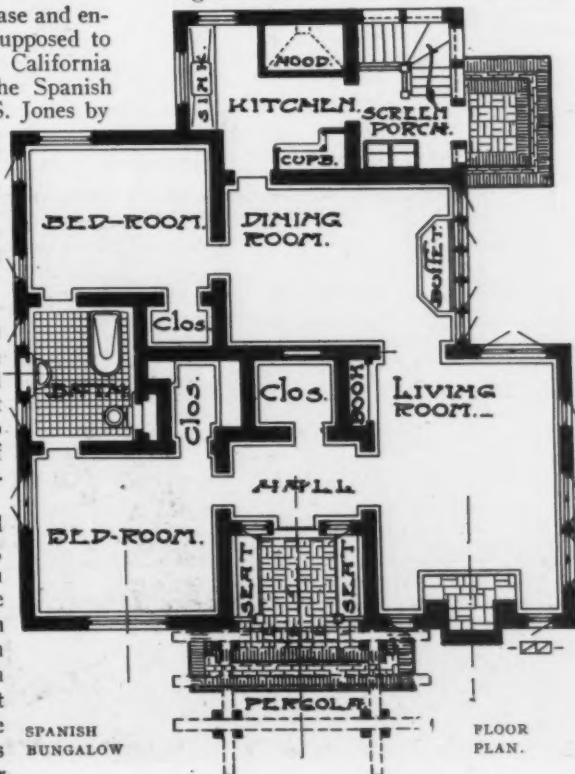 ase and en-
upposed to
California
he Spanish
S. Jones by
HOOD.
SINK.
KITCHEN.
SCREEN
PORCH.
CUPB.
BED-ROOM.
DINING
ROOM.
BUFFET.
Clos.
BATH
Clos.
Clos.
BOOK
LIVING
ROOM.
HALL
BED-ROOM.
SEAT
SEAT
PERGOLA.
SPANISH
BUNGALOW
FLOOR
PLAN.